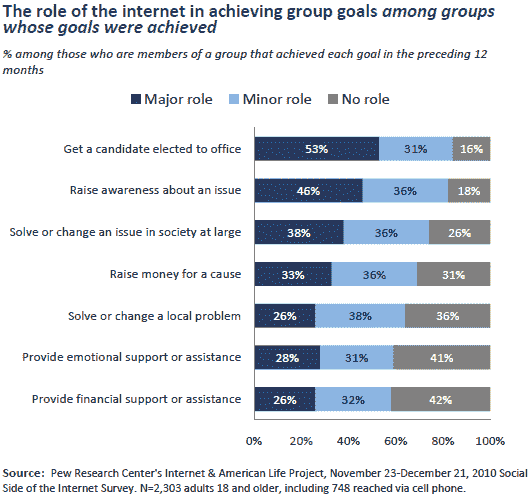 The role of the internet in achieving group goals among groups
whose goals were achieved
% among those who are members of a group that achieved each goal in the preceding 12
months
Major role Minor role No role
Get a candidate elected to office 53% 31% 16%
Raise awareness about an issue 46% 36% 18%
Solve or change an issue in society at large 38% 36% 26%
Raise money for a cause 33% 36% 31%
Solve or change a local problem 26% 38% 36%
Provide emotional support or assistance 28% 31% 41%
Provide financial support or assistance 26% 32% 42%
0% 20% 40% 60% 80% 100%
Source: Pew Research Center's Internet & American Life Project, November 23-December 21, 2010 Social
Side of the Internet Survey. N=2,303 adults 18 and older, including 748 reached via cell phone.